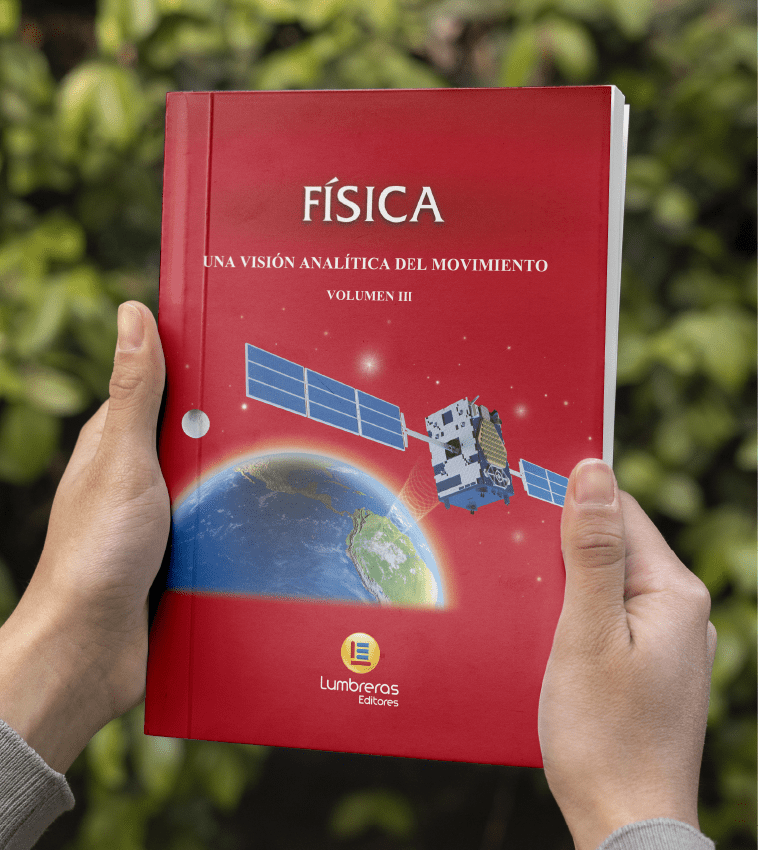 FÍSICA
UNA VISIÓN ANALÍTICA DEL MOVIMIENTO
VOLUMEN III
Lumbreras
Editores